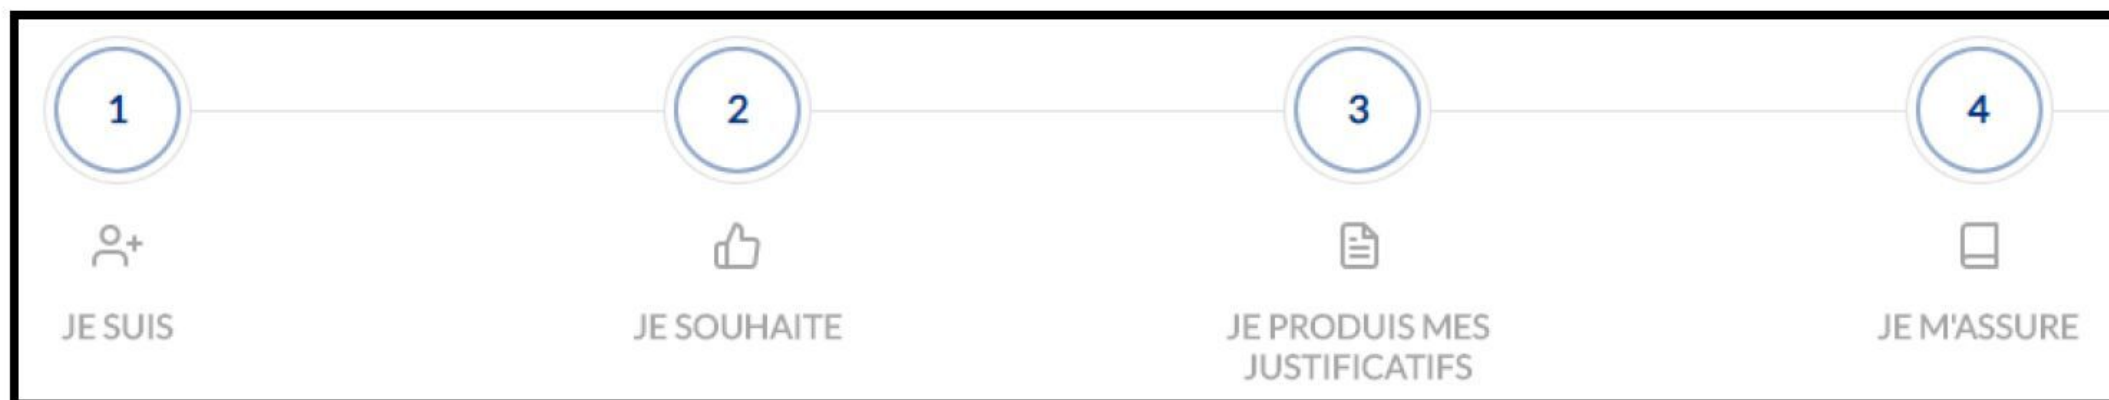 1
2
3
4
JE SUIS
JE SOUHAITE
JE PRODUIS MES
JUSTIFICATIFS
JE M'ASSURE